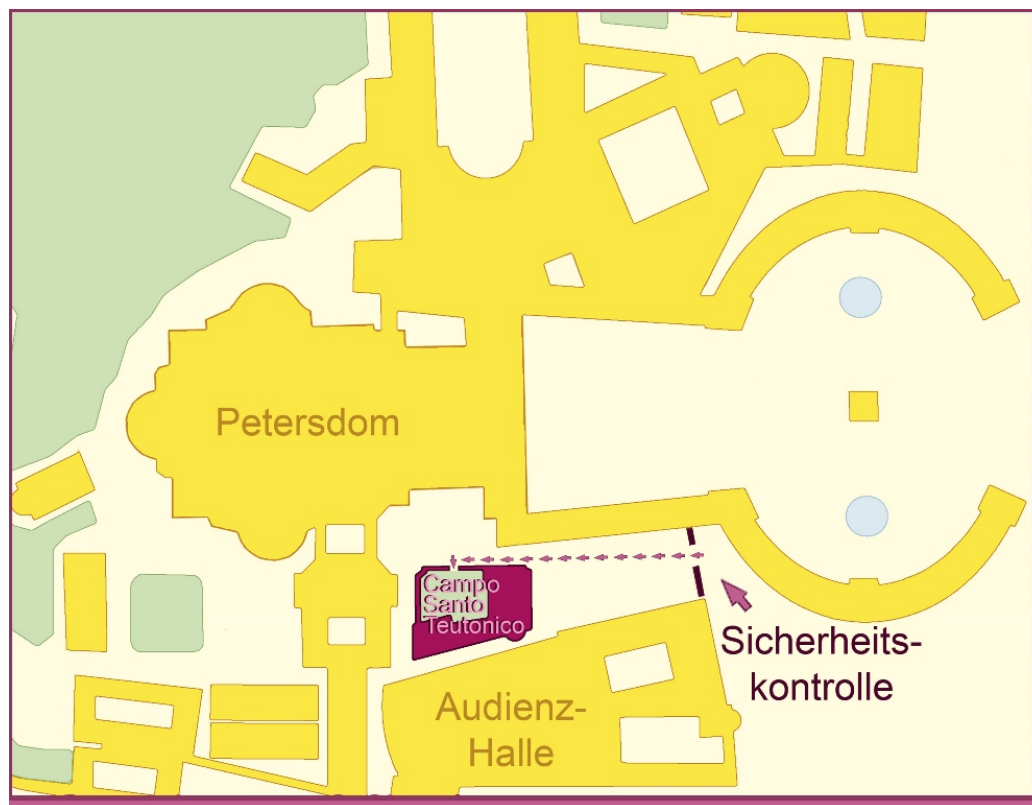 Petersdom
Campo
Santo
Teutonico
Sicherheits-
kontrolle
Audienz-
Halle